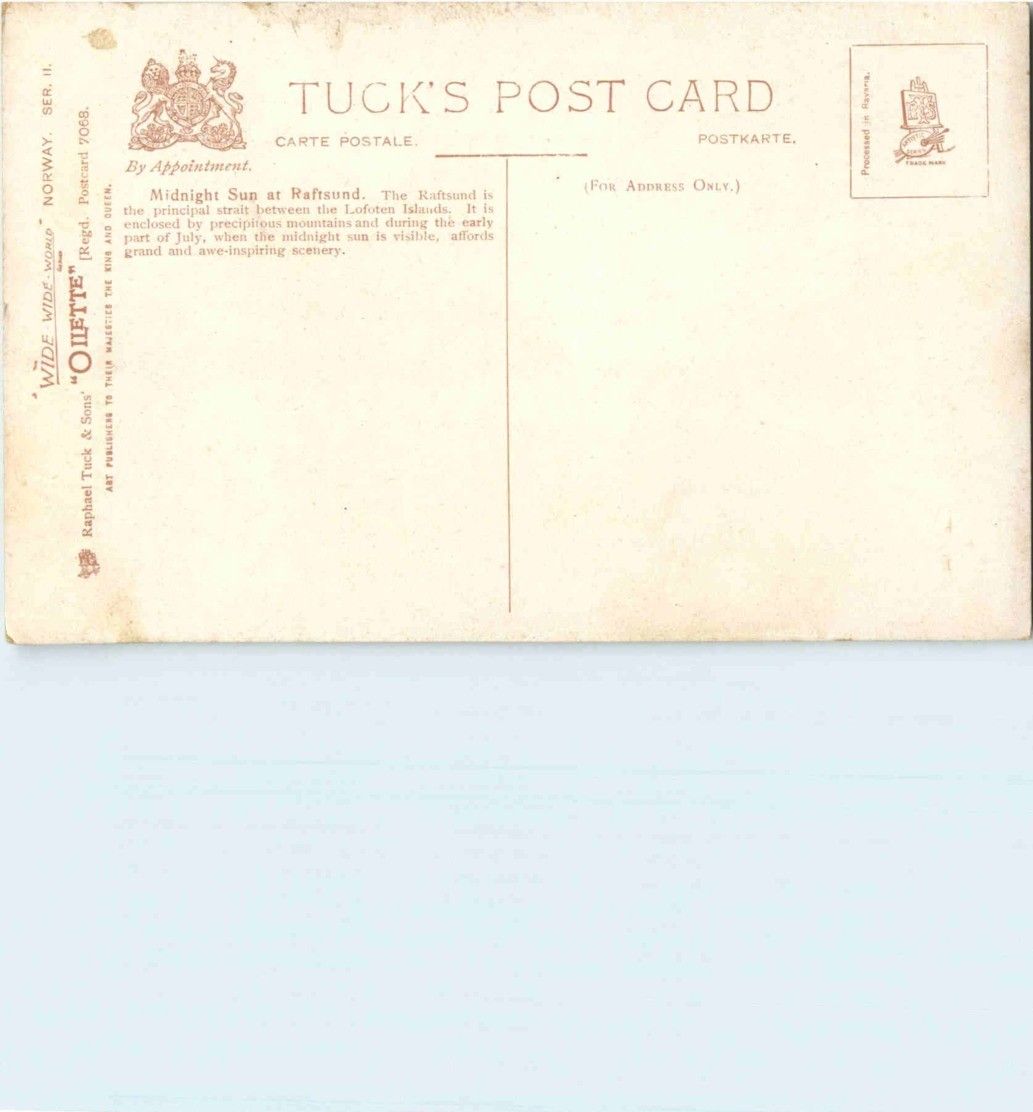 "WIDE-WIDE-WORLD" NORWAY. SER. II.
Raphael Tuck & Sons' "OILETTE" [Regd. Postcard 7068.
ART PUBLISHERS TO THEIR MAJESTIES THE KING AND QUEEN.
By Appointment.
TUCK'S POST CARD
CARTE POSTALE.
POSTKARTE.
Midnight Sun at Raftsund. The Raftsund is
the principal strait between the Lofoten Islands. It is
enclosed by precipitous mountains and during the early
part of July, when the midnight sun is visible, affords
grand and awe-inspiring scenery.
(For Address Only.)
Processed in Bavaria.
ARTISTIC
SERIES
TRADE MARK